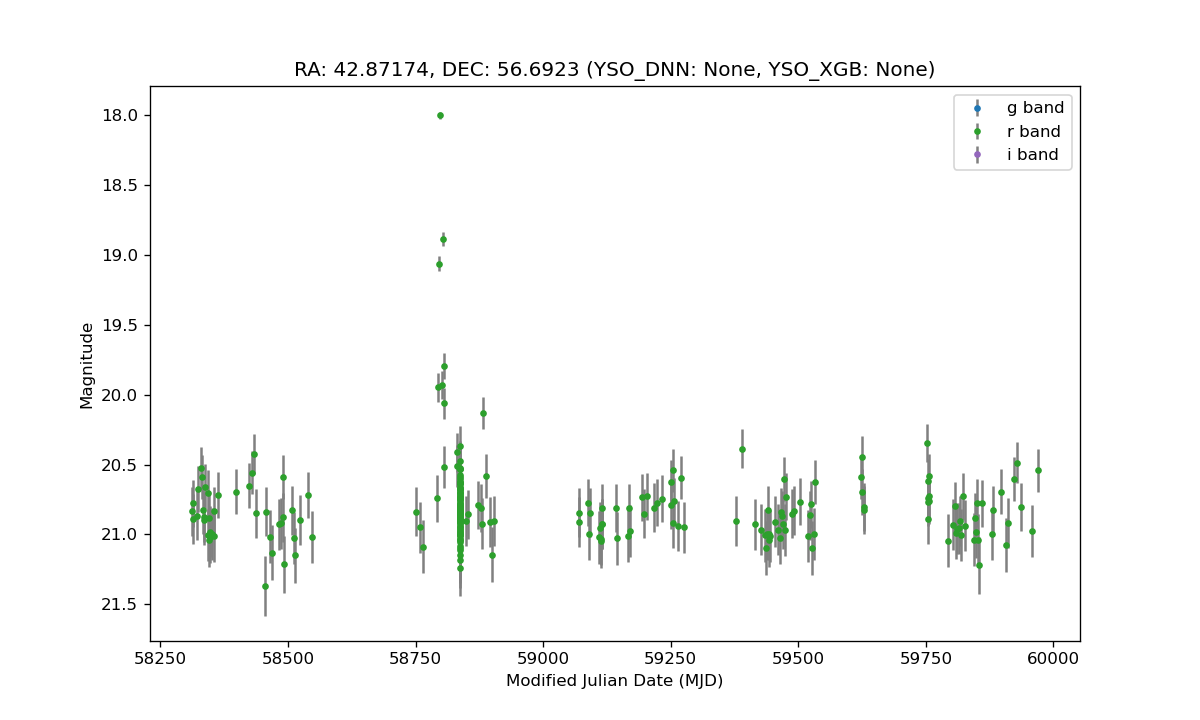 RA: 42.87174, DEC: 56.6923 (YSO_DNN: None, YSO_XGB: None)
g band
r band
i band
18.0
18.5
19.0
19.5
20.0
20.5
21.0
21.5
Magnitude
58250 58500 58750 59000 59250 59500 59750 60000
Modified Julian Date (MJD)